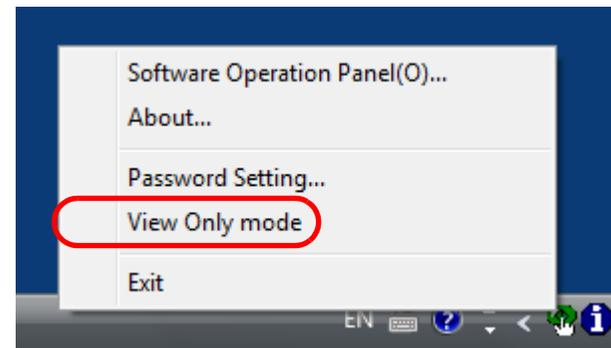 Software Operation Panel(O)...
About...
Password Setting...
View Only mode
Exit
EN